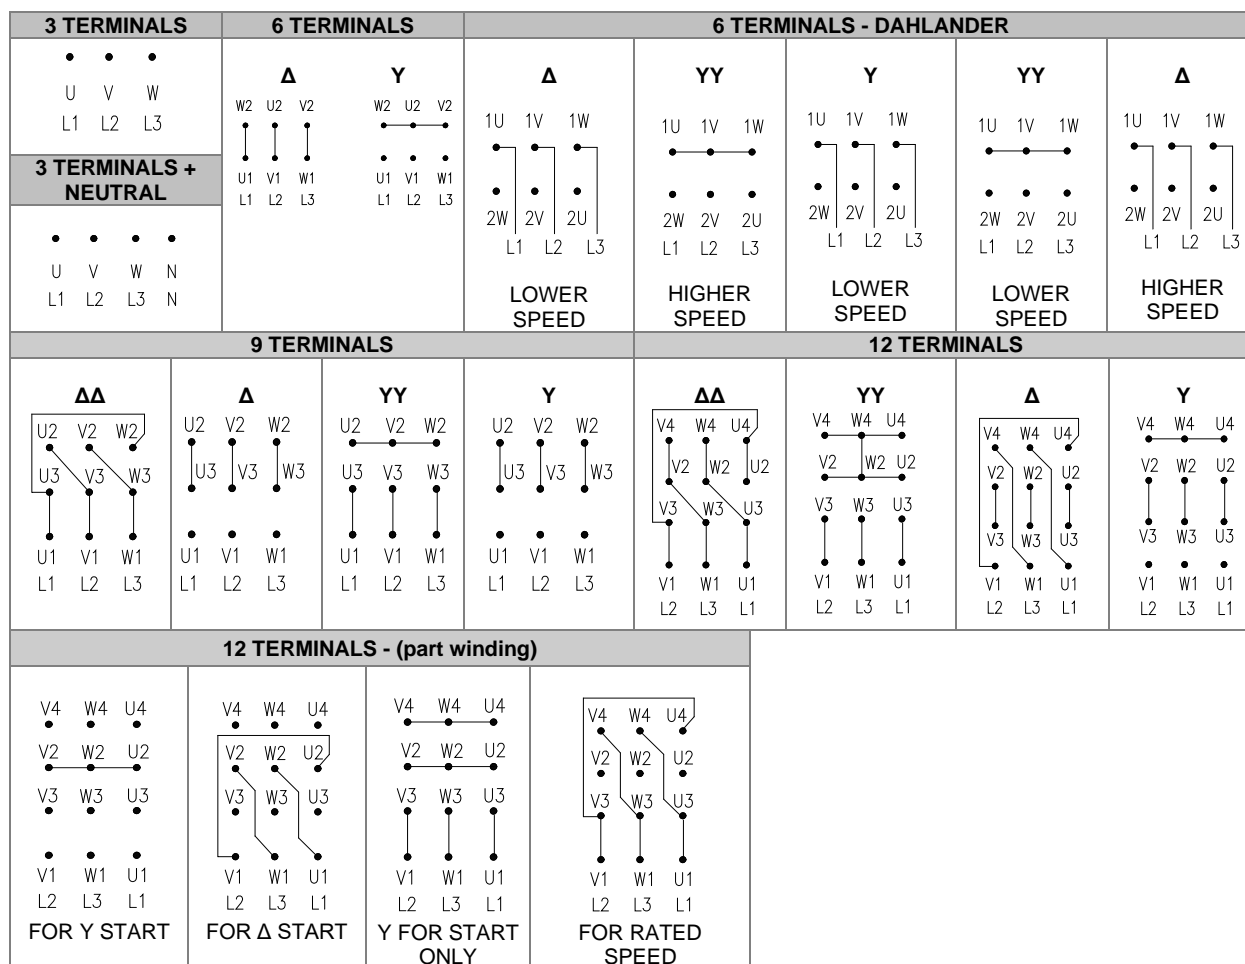 3 TERMINALS
6 TERMINALS
6 TERMINALS - DAHLANDER
U V W
L1 L2 L3
3 TERMINALS +
NEUTRAL
U V W N
L1 L2 L3 N
Δ
W2 U2 V2
U1 V1 W1
L1 L2 L3
Y
W2 U2 V2
U1 V1 W1
L1 L2 L3
Δ
1U 1V 1W
2W 2V 2U
L1 L2 L3
LOWER
SPEED
YY
1U 1V 1W
2W 2V 2U
L1 L2 L3
HIGHER
SPEED
Y
1U 1V 1W
2W 2V 2U
L1 L2 L3
LOWER
SPEED
YY
1U 1V 1W
2W 2V 2U
L1 L2 L3
LOWER
SPEED
Δ
1U 1V 1W
2W 2V 2U
L1 L2 L3
HIGHER
SPEED
9 TERMINALS
12 TERMINALS
ΔΔ
U2 V2 W2
U3 V3 W3
U1 V1 W1
L1 L2 L3
Δ
U2 V2 W2
U3 V3 W3
U1 V1 W1
L1 L2 L3
YY
U2 V2 W2
U3 V3 W3
U1 V1 W1
L1 L2 L3
Y
U2 V2 W2
U3 V3 W3
U1 V1 W1
L1 L2 L3
ΔΔ
V4 W4 U4
V2 W2 U2
V3 W3 U3
V1 W1 U1
L2 L3 L1
YY
V4 W4 U4
V2 W2 U2
V3 W3 U3
V1 W1 U1
L2 L3 L1
Δ
V4 W4 U4
V2 W2 U2
V3 W3 U3
V1 W1 U1
L2 L3 L1
Y
V4 W4 U4
V2 W2 U2
V3 W3 U3
V1 W1 U1
L2 L3 L1
12 TERMINALS - (part winding)
V4 W4 U4
V2 W2 U2
V3 W3 U3
V1 W1 U1
L2 L3 L1
FOR Y START
V4 W4 U4
V2 W2 U2
V3 W3 U3
V1 W1 U1
L2 L3 L1
FOR Δ START
V4 W4 U4
V2 W2 U2
V3 W3 U3
V1 W1 U1
L2 L3 L1
Y FOR START
ONLY
V4 W4 U4
V2 W2 U2
V3 W3 U3
V1 W1 U1
L2 L3 L1
FOR RATED
SPEED